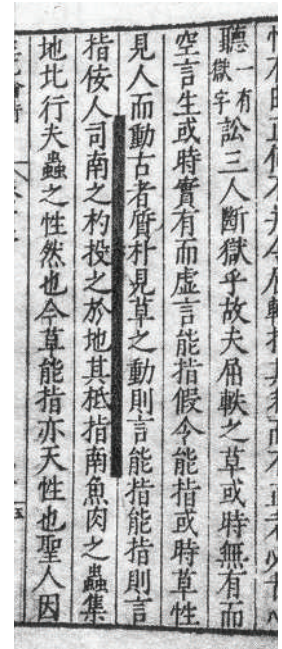 聽一有獄字訟三人斷獄乎故夫屈軼之草或時無有而
空言生或時實有而虛言能指假令能指或時草性
見人而動古者質朴見草之動則言能指能指則言
指佞人司南之杓投之於地其柢指南魚肉之蟲集
地北行夫蟲之性然也今草能指亦天性也聖人因